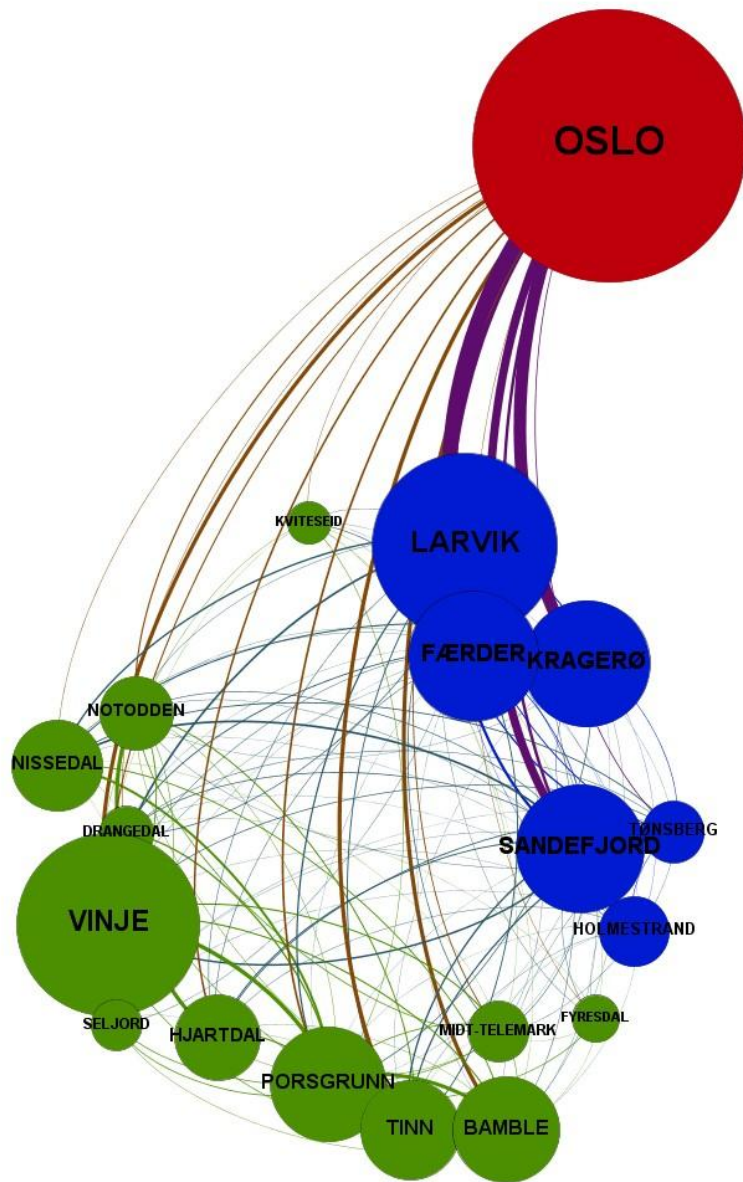 OSLO
KVITESEID
LARVIK
FÆRDER
KRAGERØ
NOTODDEN
NISSEDAL
DRANGEDAL
TØNSBERG
SANDEFJORD
VINJE
HOLMESTRAND
SELJORD
HJARTDAL
MIDT-TELEMARK
FYRESDAL
PORSGRUNN
TINN
BAMBLE